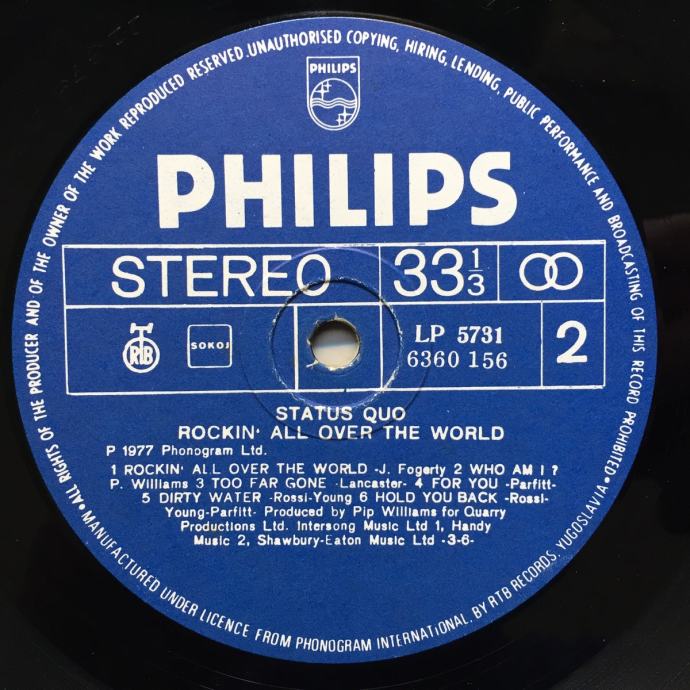 •ALL RIGHTS OF THE PRODUCER AND OF THE OWNER OF THE WORK REPRODUCED RESERVED.UNAUTHORISED COPYING, HIRING, LENDING, PUBLIC PERFORMANCE AND BROADCASTING OF THIS RECORD PROHIBITED•
PHILIPS
PHILIPS
STEREO 33 1/3
RTB SOKOJ LP 5731
6360 156
2
STATUS QUO
ROCKIN' ALL OVER THE WORLD
P 1977 Phonogram Ltd.
1 ROCKIN' ALL OVER THE WORLD -J. Fogerty 2 WHO AM I ?
P. Williams 3 TOO FAR GONE -Lancaster- 4 FOR YOU -Parfitt-
5 DIRTY WATER -Rossi-Young 6 HOLD YOU BACK -Rossi-
Young-Parfitt- Produced by Pip Williams for Quarry
Productions Ltd. Intersong Music Ltd 1, Handy
Music 2, Shawbury-Eaton Music Ltd -3-6-
MANUFACTURED UNDER LICENCE FROM PHONOGRAM INTERNATIONAL, BY RTB RECORDS, YUGOSLAVIA•